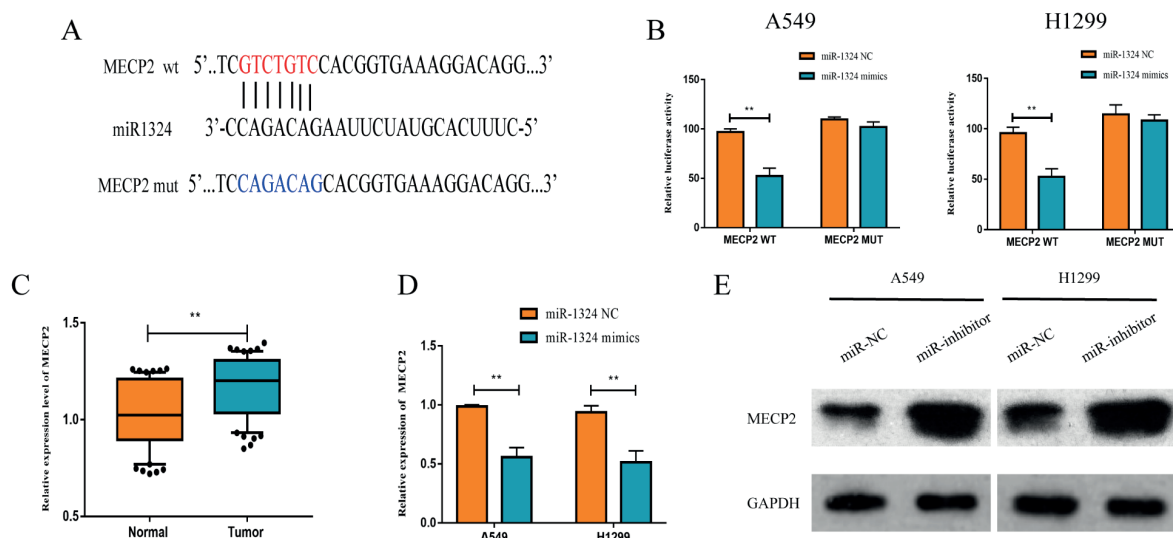 A
MECP2 wt 5’..TCGTCTGTCCACGGTGAAAGGACAGG...3’
miR1324 3’-CCAGACAGAAUUCUAUGCACUUUC-5’
MECP2 mut 5’...TCCAGACAGCACGGTGAAAGGACAGG...3’
B
A549
miR-1324 NC
miR-1324 mimics
Relative luciferase activity
150
100
50
0
**
MECP2 WT MECP2 MUT
H1299
miR-1324 NC
miR-1324 mimics
Relative luciferase activity
150
100
50
0
**
MECP2 WT MECP2 MUT
C
Relative expression level of MECP2
1.5
1.0
0.5
**
Normal Tumor
D
miR-1324 NC
miR-1324 mimics
Relative expression of MECP2
1.5
1.0
0.5
0.0
** **
A549 H1299
E
A549 H1299
miR-NC miR-inhibitor miR-NC miR-inhibitor
MECP2
GAPDH